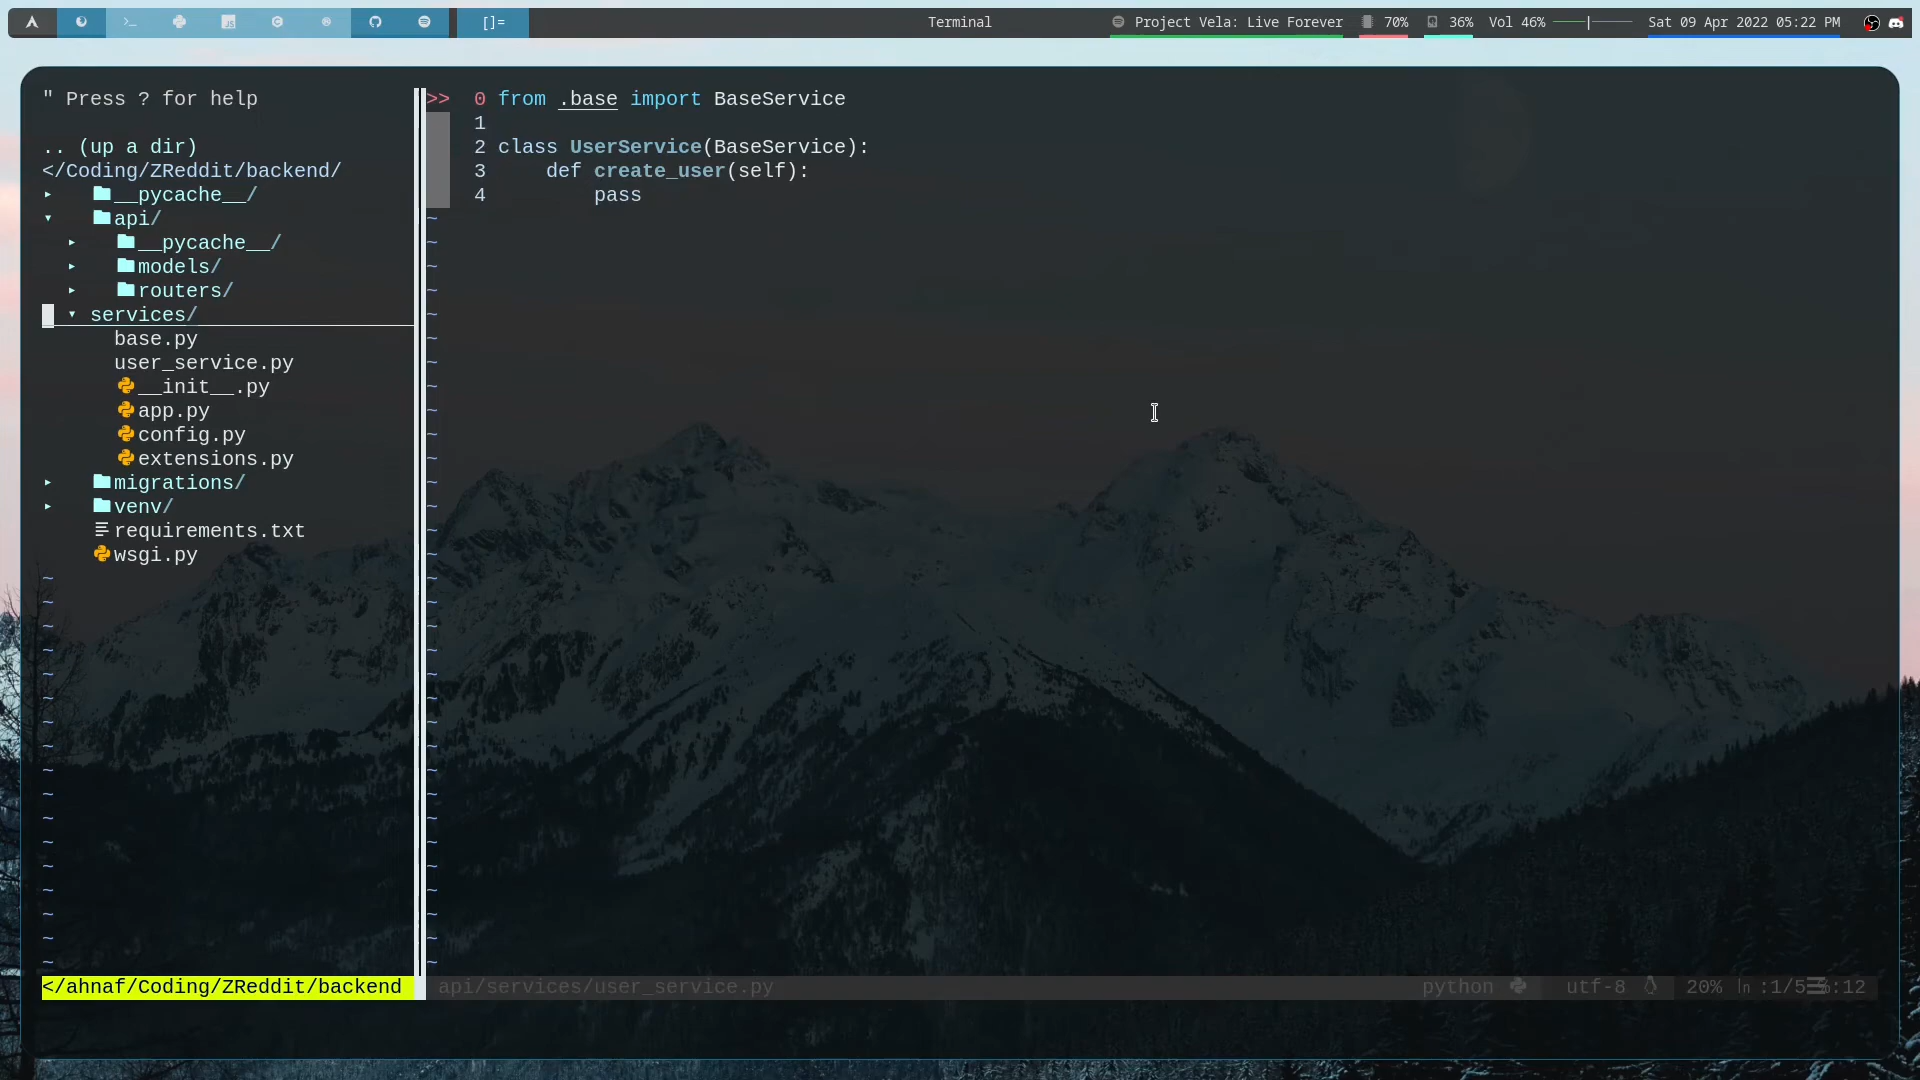 []= Terminal Project Vela: Live Forever 70% 36% Vol 46% Sat 09 Apr 2022 05:22 PM
" Press ? for help
.. (up a dir)
</Coding/ZReddit/backend/
▸ __pycache__/
▾ api/
▸ __pycache__/
▸ models/
▸ routers/
▾ services/
base.py
user_service.py
__init__.py
app.py
config.py
extensions.py
▸ migrations/
▸ venv/
requirements.txt
wsgi.py
</ahnaf/Coding/ZReddit/backend
>> 0 from .base import BaseService
1
2 class UserService(BaseService):
3 def create_user(self):
4 pass
api/services/user_service.py python utf-8 20% ln :1/5 %:12